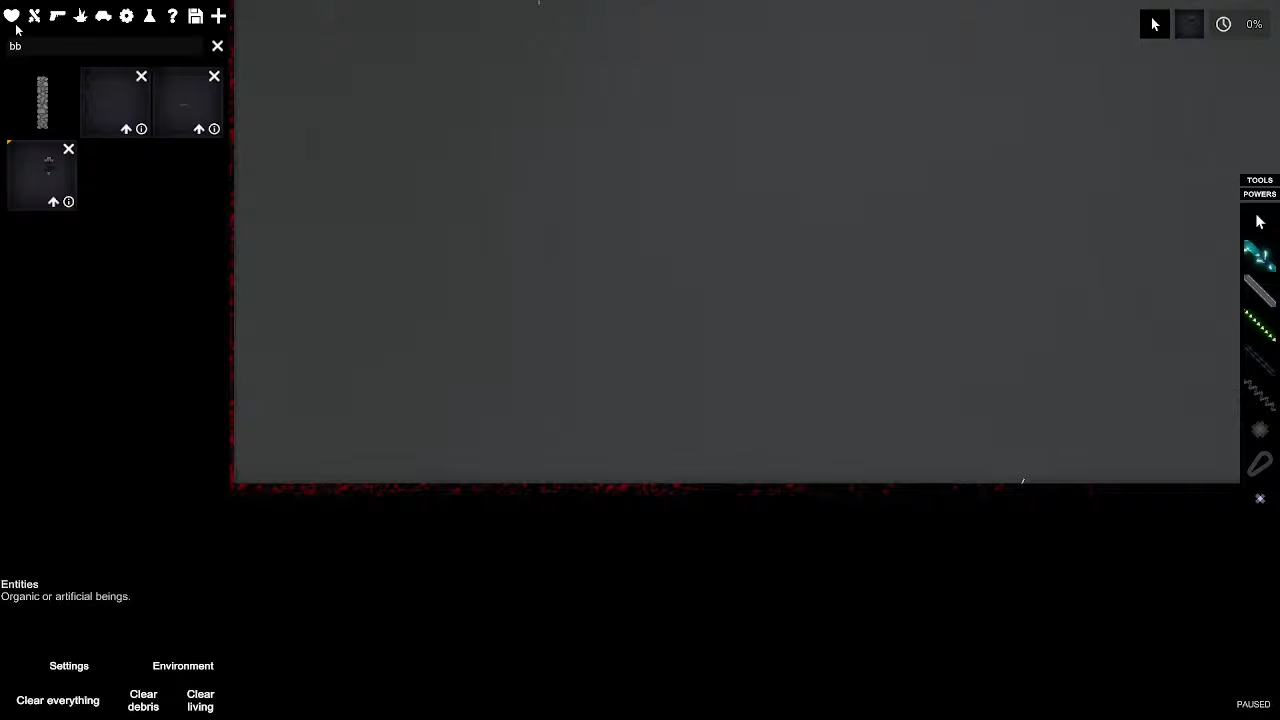 bb
0%
TOOLS
POWERS
Entities
Organic or artificial beings.
Settings
Environment
Clear everything
Clear debris
Clear living
PAUSED